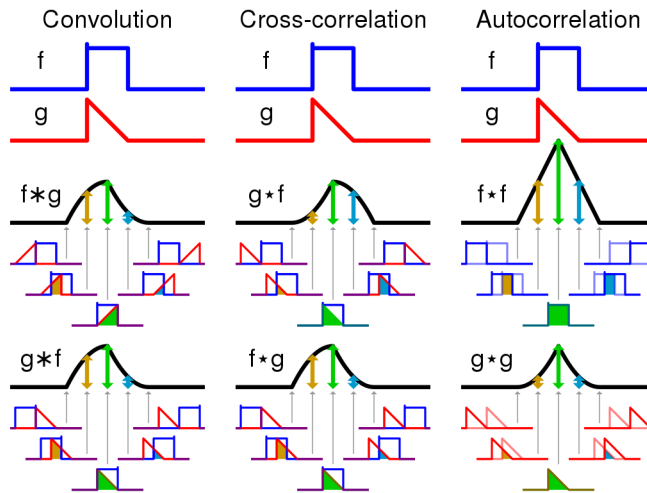 Convolution Cross-correlation Autocorrelation
f f f
g g g
f∗g g⋆f f⋆f
g∗f f⋆g g⋆g